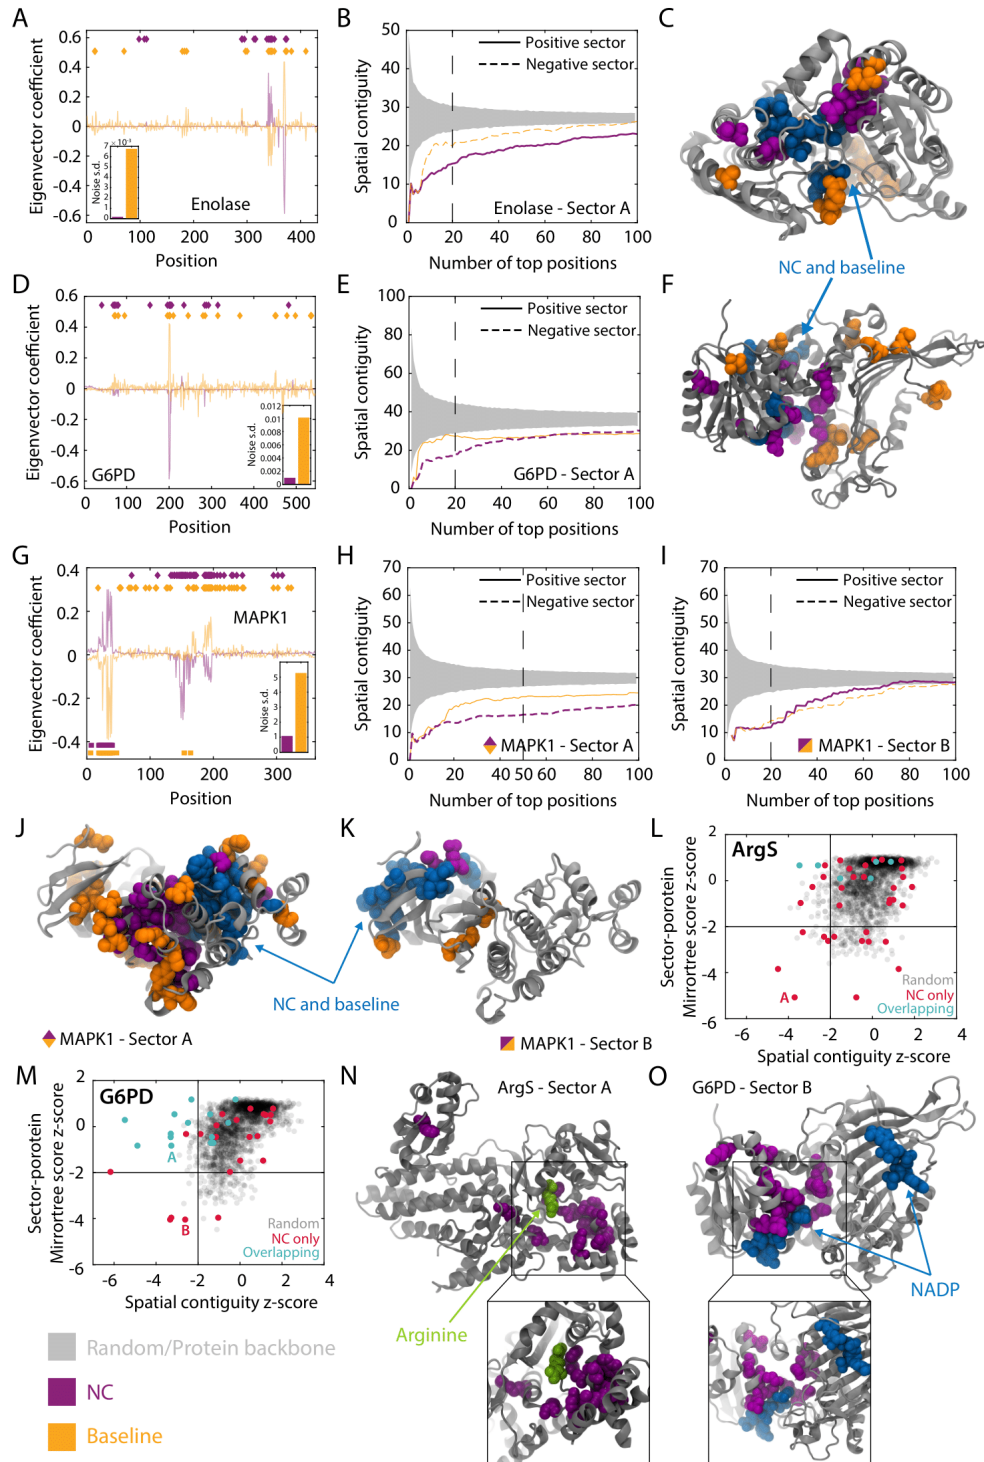 A
B
C
0.6
0.4
0.2
0
-0.2
-0.4
-0.6
Eigenvector coefficient
× 10⁻⁴
7
6
5
4
3
2
1
0
Noise s.d.
Enolase
0 100 200 300 400
Position
50
40
30
20
10
0
Spatial contiguity
Positive sector
Negative sector
Enolase - Sector A
0 20 40 60 80 100
Number of top positions
NC and baseline
D
E
F
0.6
0.4
0.2
0
-0.2
-0.4
-0.6
Eigenvector coefficient
0.012
0.01
0.008
0.006
0.004
0.002
0
Noise s.d.
G6PD
0 100 200 300 400 500
Position
100
80
60
40
20
0
Spatial contiguity
Positive sector
Negative sector
G6PD - Sector A
0 20 40 60 80 100
Number of top positions
G
H
I
0.4
0.2
0
-0.2
-0.4
Eigenvector coefficient
MAPK1
5
4
3
2
1
0
Noise s.d.
0 100 200 300
Position
70
60
50
40
30
20
10
0
Spatial contiguity
Positive sector
Negative sector
MAPK1 - Sector A
0 20 40 50 60 80 100
Number of top positions
70
60
50
40
30
20
10
0
Spatial contiguity
Positive sector
Negative sector
MAPK1 - Sector B
0 20 40 60 80 100
Number of top positions
J
K
L
NC and baseline
MAPK1 - Sector A
MAPK1 - Sector B
2
0
-2
-4
-6
Sector-porotein
Mirrortree score z-score
ArgS
A
Random
NC only
Overlapping
-6 -4 -2 0 2 4
Spatial contiguity z-score
M
N
O
2
0
-2
-4
-6
Sector-porotein
Mirrortree score z-score
G6PD
A
B
Random
NC only
Overlapping
-6 -4 -2 0 2 4
Spatial contiguity z-score
ArgS - Sector A
Arginine
G6PD - Sector B
NADP
Random/Protein backbone
NC
Baseline